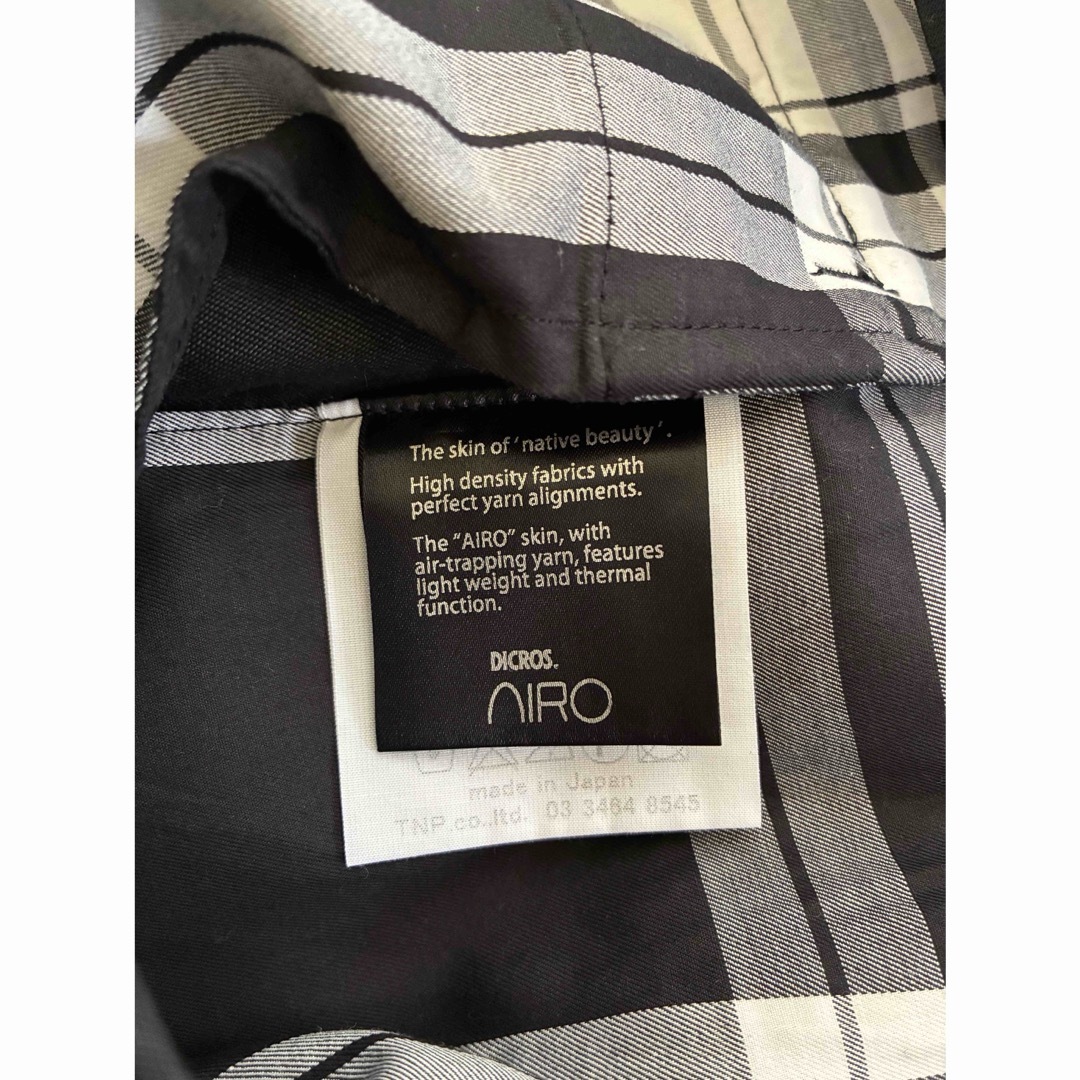 The skin of 'native beauty'.
High density fabrics with
perfect yarn alignments.
The "AIRO" skin, with
air-trapping yarn, features
light weight and thermal
function.
DICROS.
AIRO
made in Japan
TNP.co.,ltd. 03 3464 8545